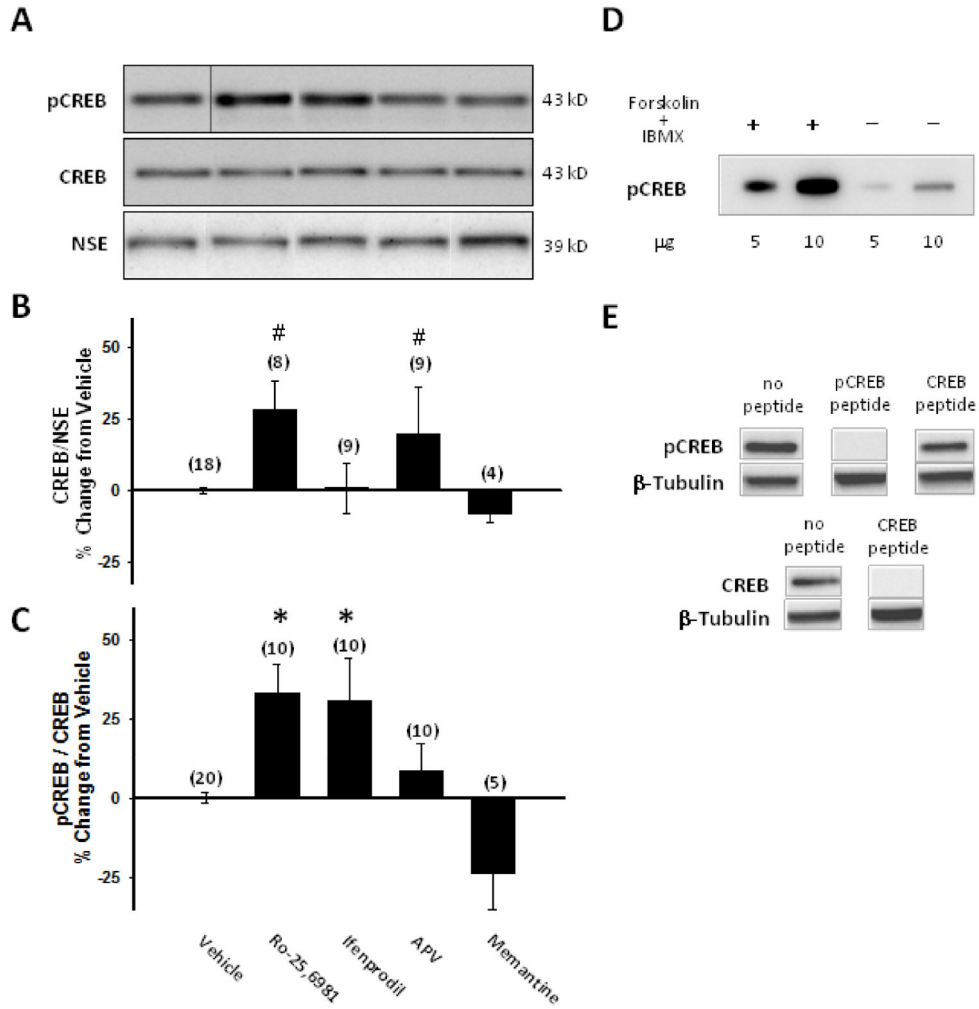 A
pCREB
43 kD
CREB
43 kD
NSE
39 kD
B
CREB/NSE
% Change from Vehicle
50
25
0
-25
(18)
#
(8)
(9)
#
(9)
(4)
C
pCREB / CREB
% Change from Vehicle
50
25
0
-25
(20)
*
(10)
*
(10)
(10)
(5)
Vehicle
Ro-25,6981
Ifenprodil
APV
Memantine
D
Forskolin
+
IBMX
+ + – –
pCREB
µg 5 10 5 10
E
no
peptide
pCREB
peptide
CREB
peptide
pCREB
β-Tubulin
no
peptide
CREB
peptide
CREB
β-Tubulin